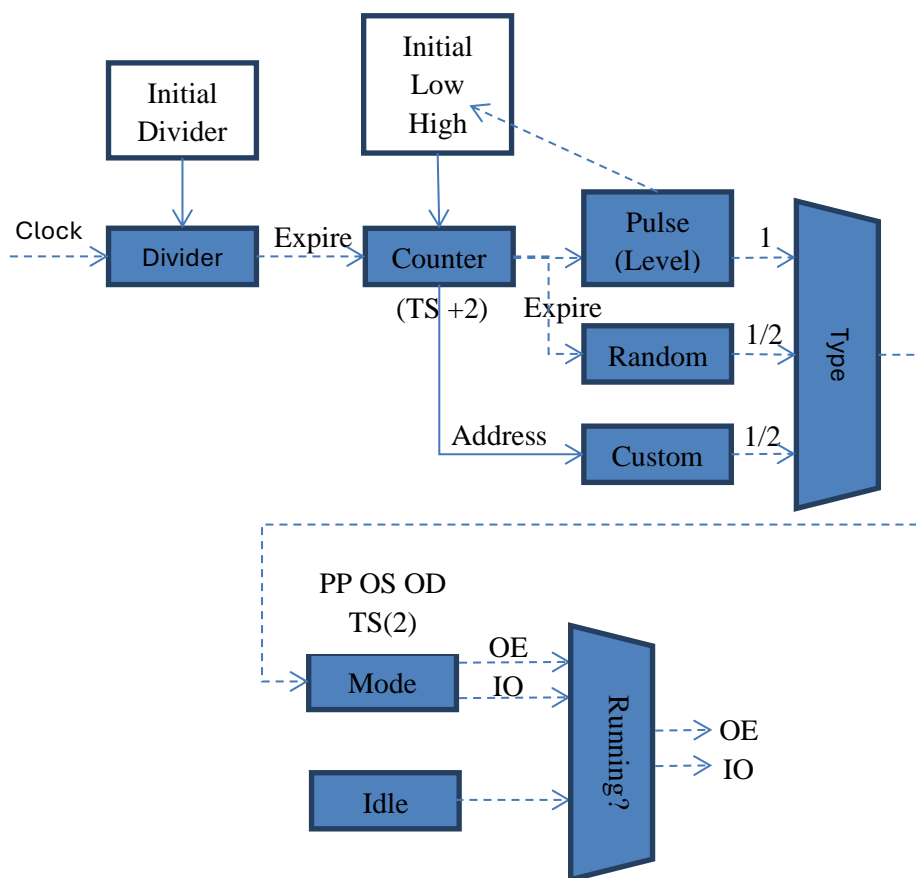 Initial
Divider
Initial
Low
High
Clock
Divider
Expire
Counter
(TS +2)
Pulse
(Level)
1
Expire
Random
1/2
Address
Custom
1/2
Type
PP OS OD
TS(2)
Mode
OE
IO
Idle
Running?
OE
IO